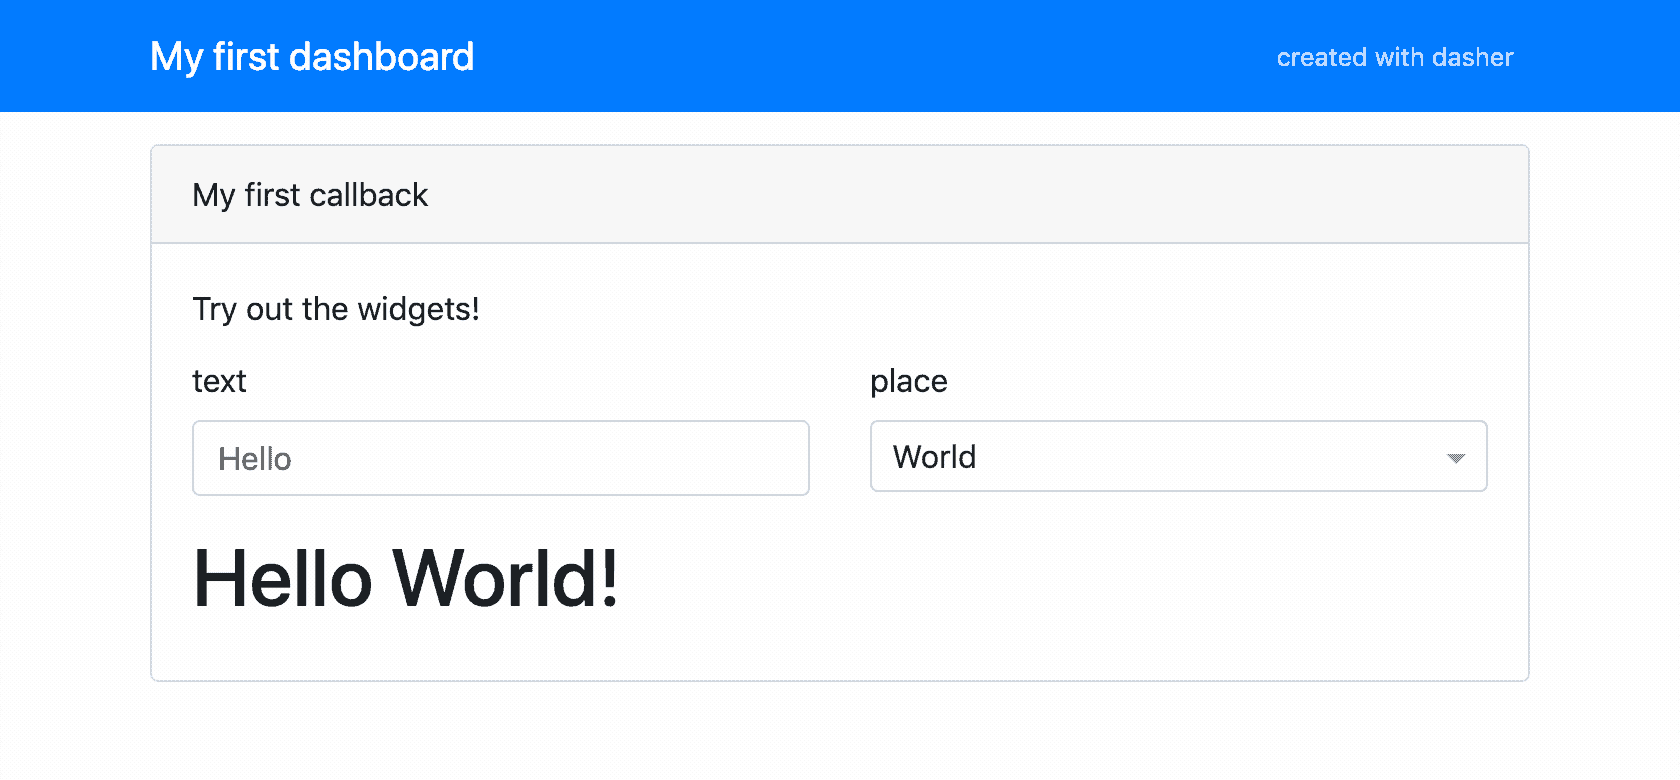 My first dashboard
created with dasher
My first callback
Try out the widgets!
text
place
Hello
World
Hello World!